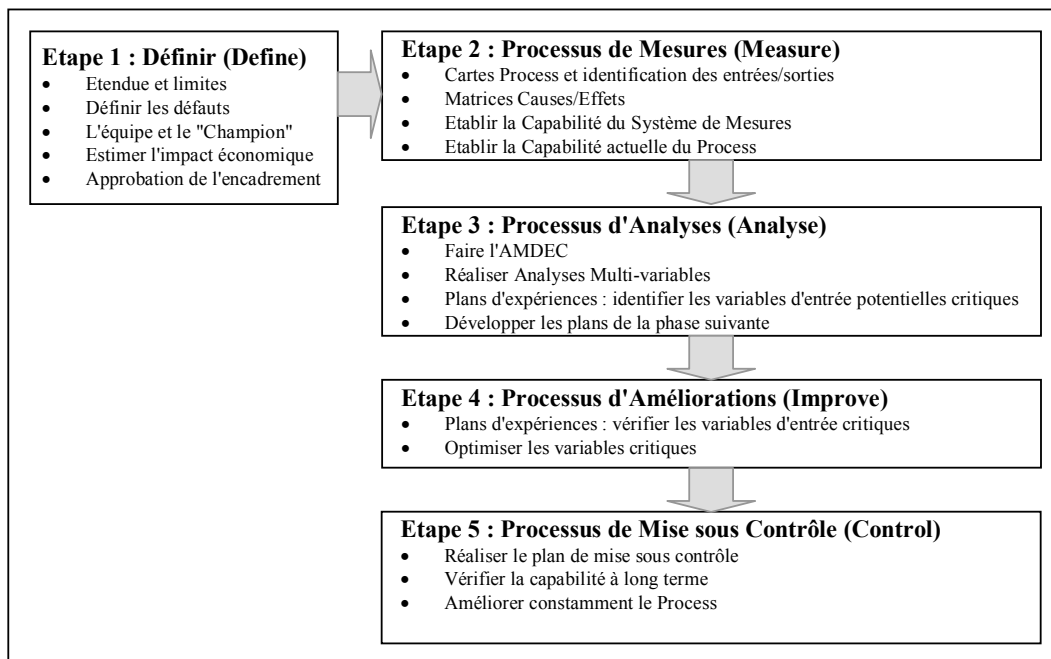 Etape 1 : Définir (Define)
• Etendue et limites
• Définir les défauts
• L'équipe et le "Champion"
• Estimer l'impact économique
• Approbation de l'encadrement
Etape 2 : Processus de Mesures (Measure)
• Cartes Process et identification des entrées/sorties
• Matrices Causes/Effets
• Etablir la Capabilité du Système de Mesures
• Etablir la Capabilité actuelle du Process
Etape 3 : Processus d'Analyses (Analyse)
• Faire l'AMDEC
• Réaliser Analyses Multi-variables
• Plans d'expériences : identifier les variables d'entrée potentielles critiques
• Développer les plans de la phase suivante
Etape 4 : Processus d'Améliorations (Improve)
• Plans d'expériences : vérifier les variables d'entrée critiques
• Optimiser les variables critiques
Etape 5 : Processus de Mise sous Contrôle (Control)
• Réaliser le plan de mise sous contrôle
• Vérifier la capabilité à long terme
• Améliorer constamment le Process